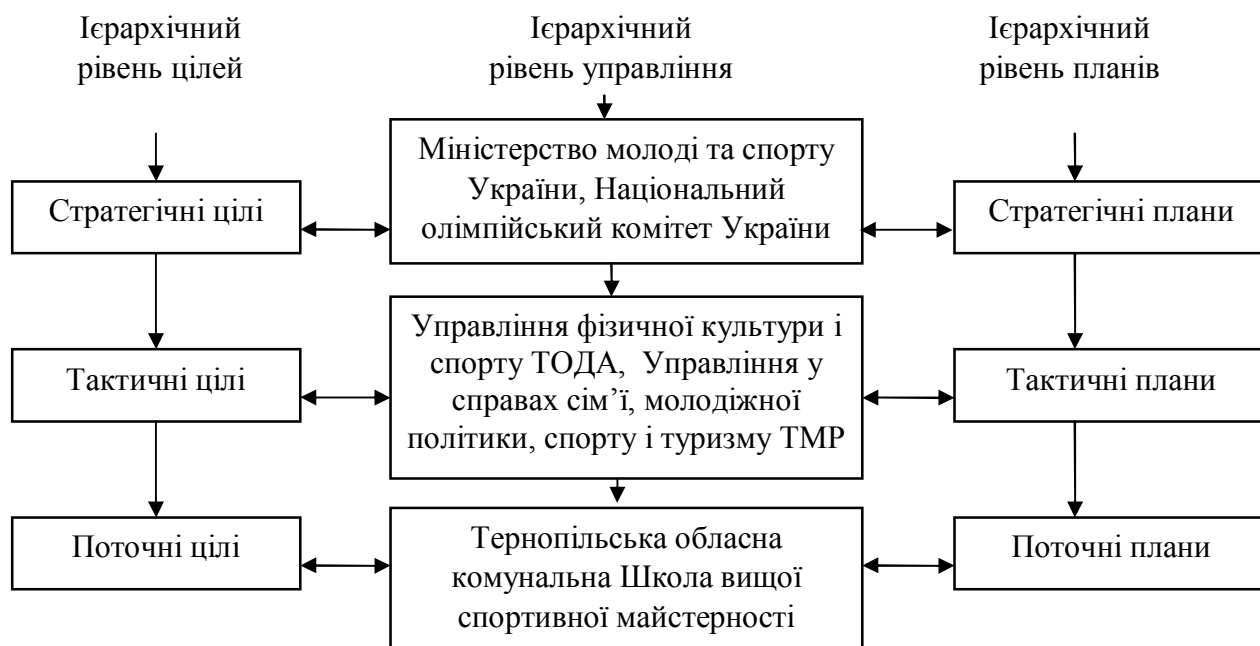 Ієрархічний
рівень цілей
Ієрархічний
рівень управління
Ієрархічний
рівень планів
Міністерство молоді та спорту
України, Національний
олімпійський комітет України
Стратегічні цілі
Стратегічні плани
Управління фізичної культури і
спорту ТОДА, Управління у
справах сім’ї, молодіжної
політики, спорту і туризму ТМР
Тактичні цілі
Тактичні плани
Тернопільська обласна
комунальна Школа вищої
спортивної майстерності
Поточні цілі
Поточні плани